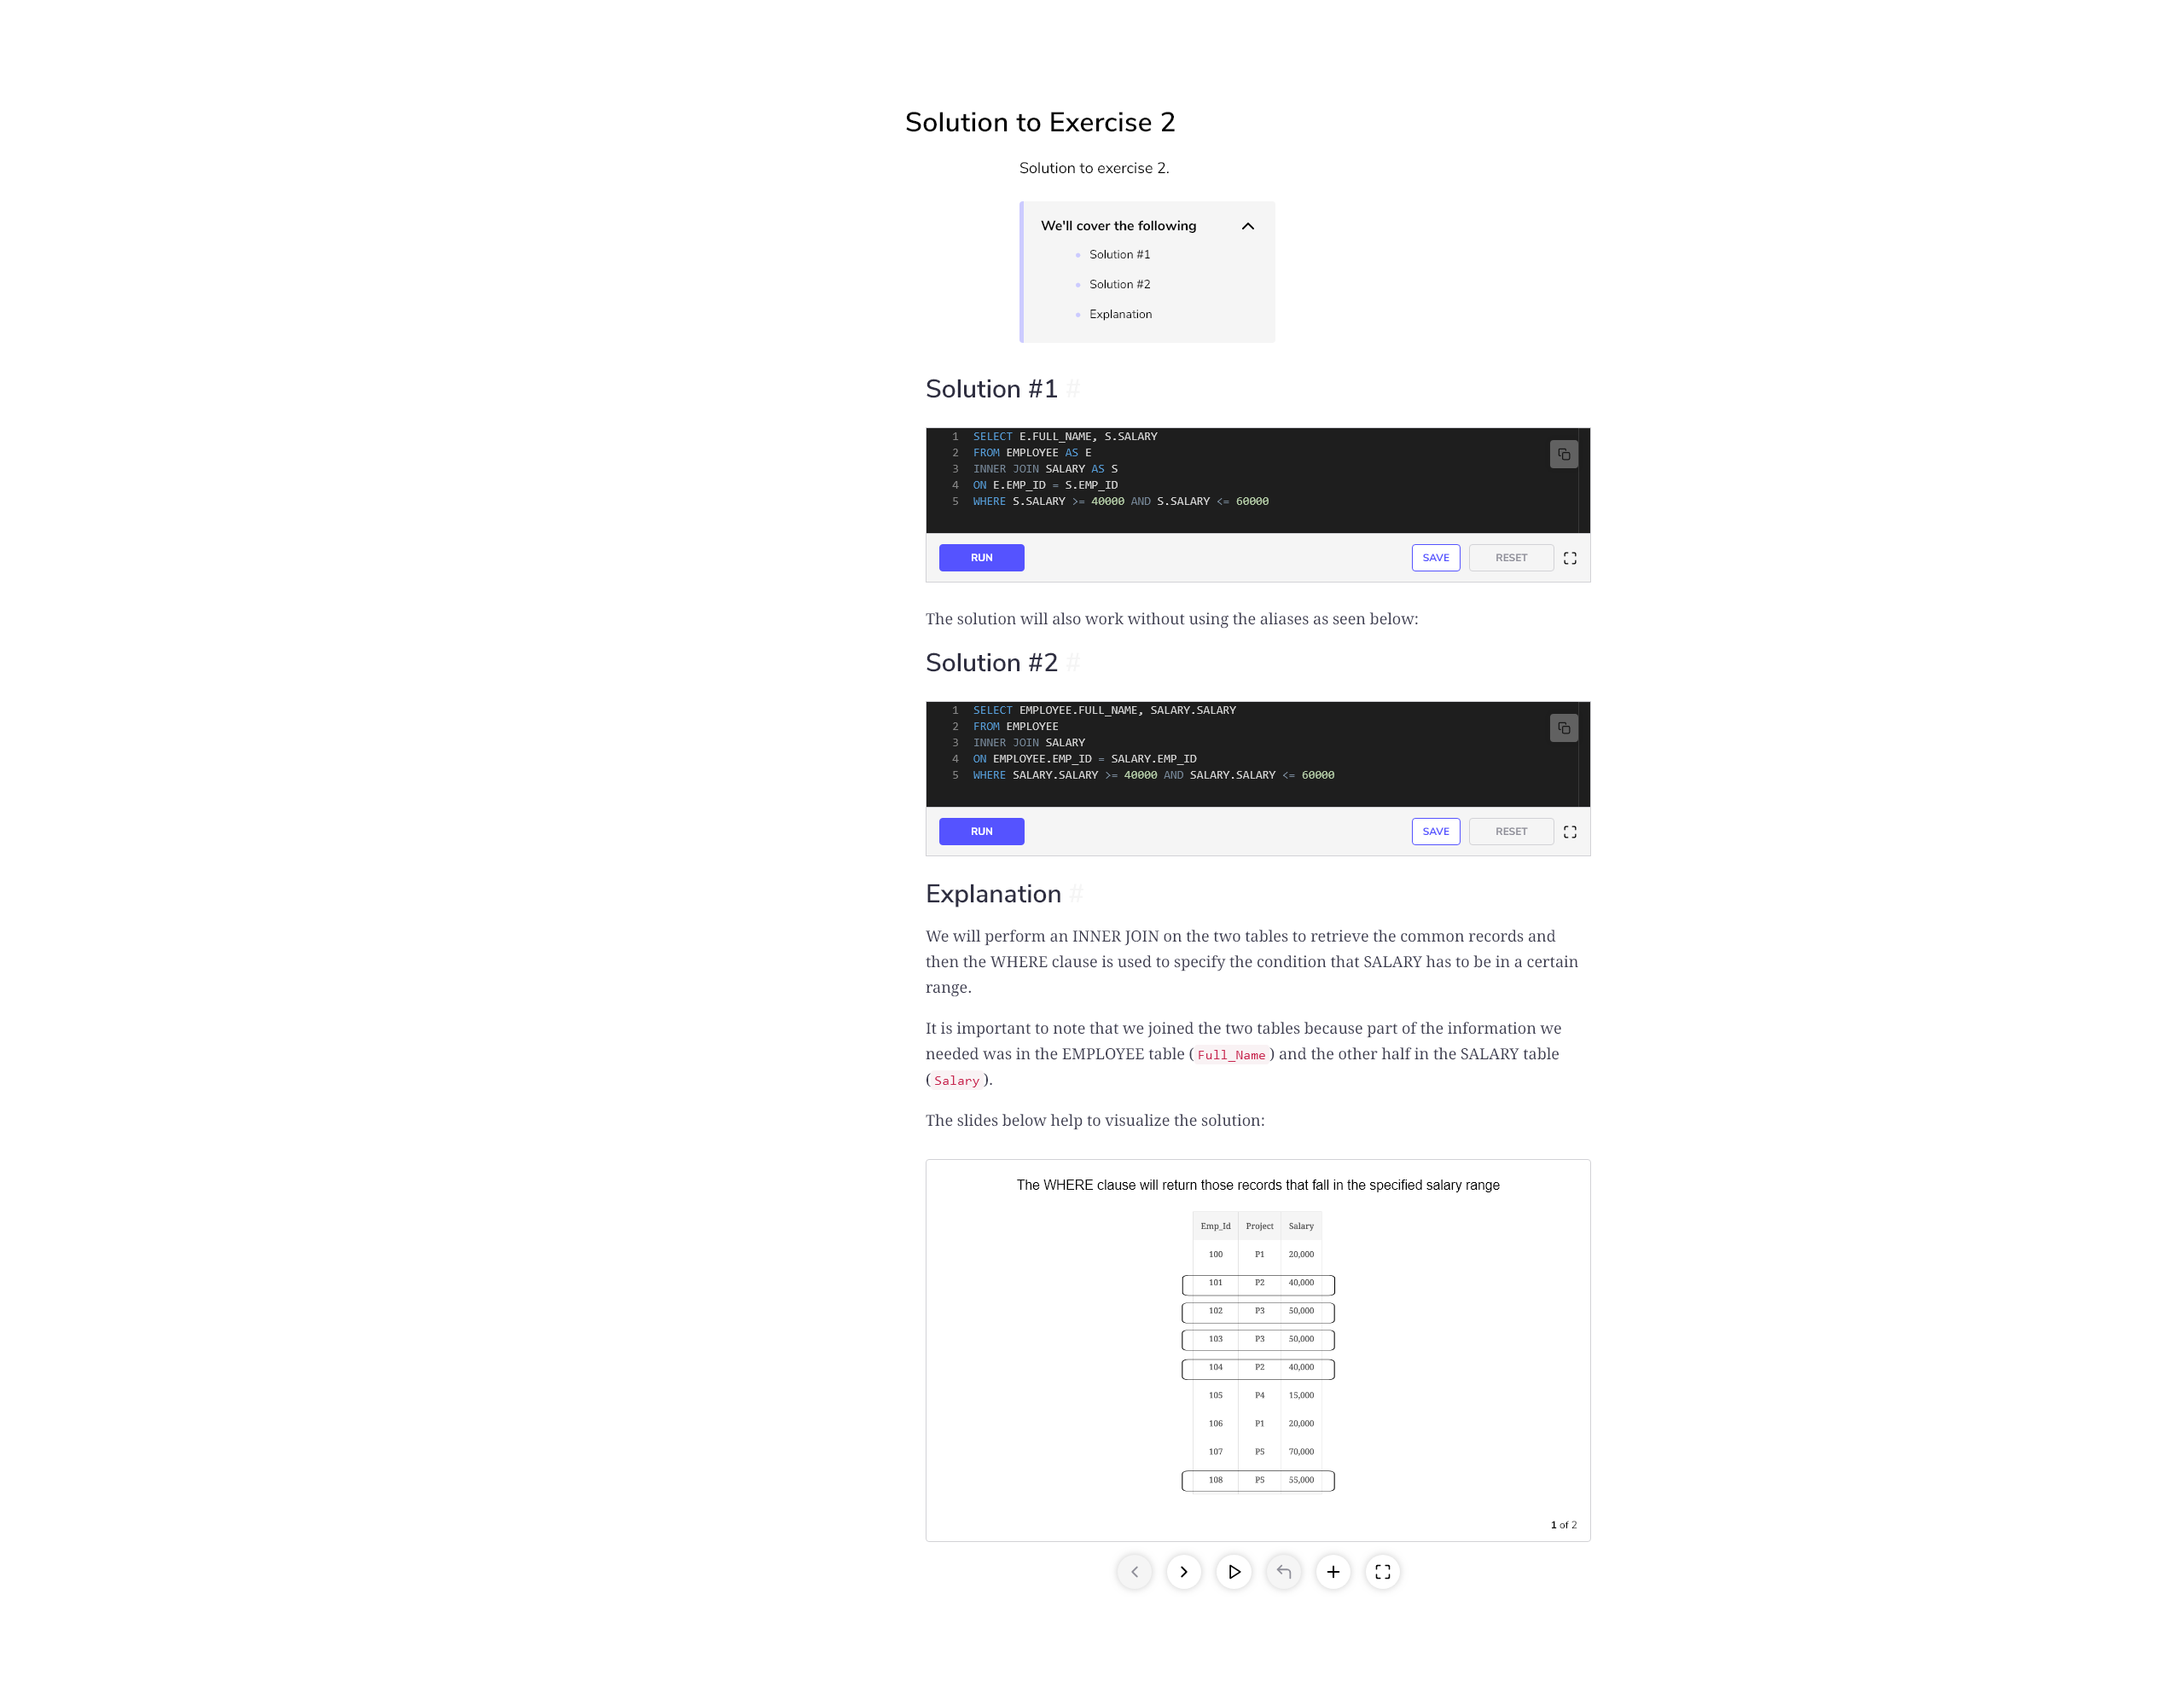 Solution to Exercise 2
Solution to exercise 2.
We'll cover the following
Solution #1
Solution #2
Explanation
Solution #1 #
1 SELECT E.FULL_NAME, S.SALARY
2 FROM EMPLOYEE AS E
3 INNER JOIN SALARY AS S
4 ON E.EMP_ID = S.EMP_ID
5 WHERE S.SALARY >= 40000 AND S.SALARY <= 60000
RUN SAVE RESET
The solution will also work without using the aliases as seen below:
Solution #2 #
1 SELECT EMPLOYEE.FULL_NAME, SALARY.SALARY
2 FROM EMPLOYEE
3 INNER JOIN SALARY
4 ON EMPLOYEE.EMP_ID = SALARY.EMP_ID
5 WHERE SALARY.SALARY >= 40000 AND SALARY.SALARY <= 60000
RUN SAVE RESET
Explanation #
We will perform an INNER JOIN on the two tables to retrieve the common records and
then the WHERE clause is used to specify the condition that SALARY has to be in a certain
range.
It is important to note that we joined the two tables because part of the information we
needed was in the EMPLOYEE table (Full_Name) and the other half in the SALARY table
(Salary).
The slides below help to visualize the solution:
The WHERE clause will return those records that fall in the specified salary range
Emp_Id Project Salary
100 P1 20,000
101 P2 40,000
102 P3 50,000
103 P3 50,000
104 P2 40,000
105 P4 15,000
106 P1 20,000
107 P5 70,000
108 P5 55,000
1 of 2